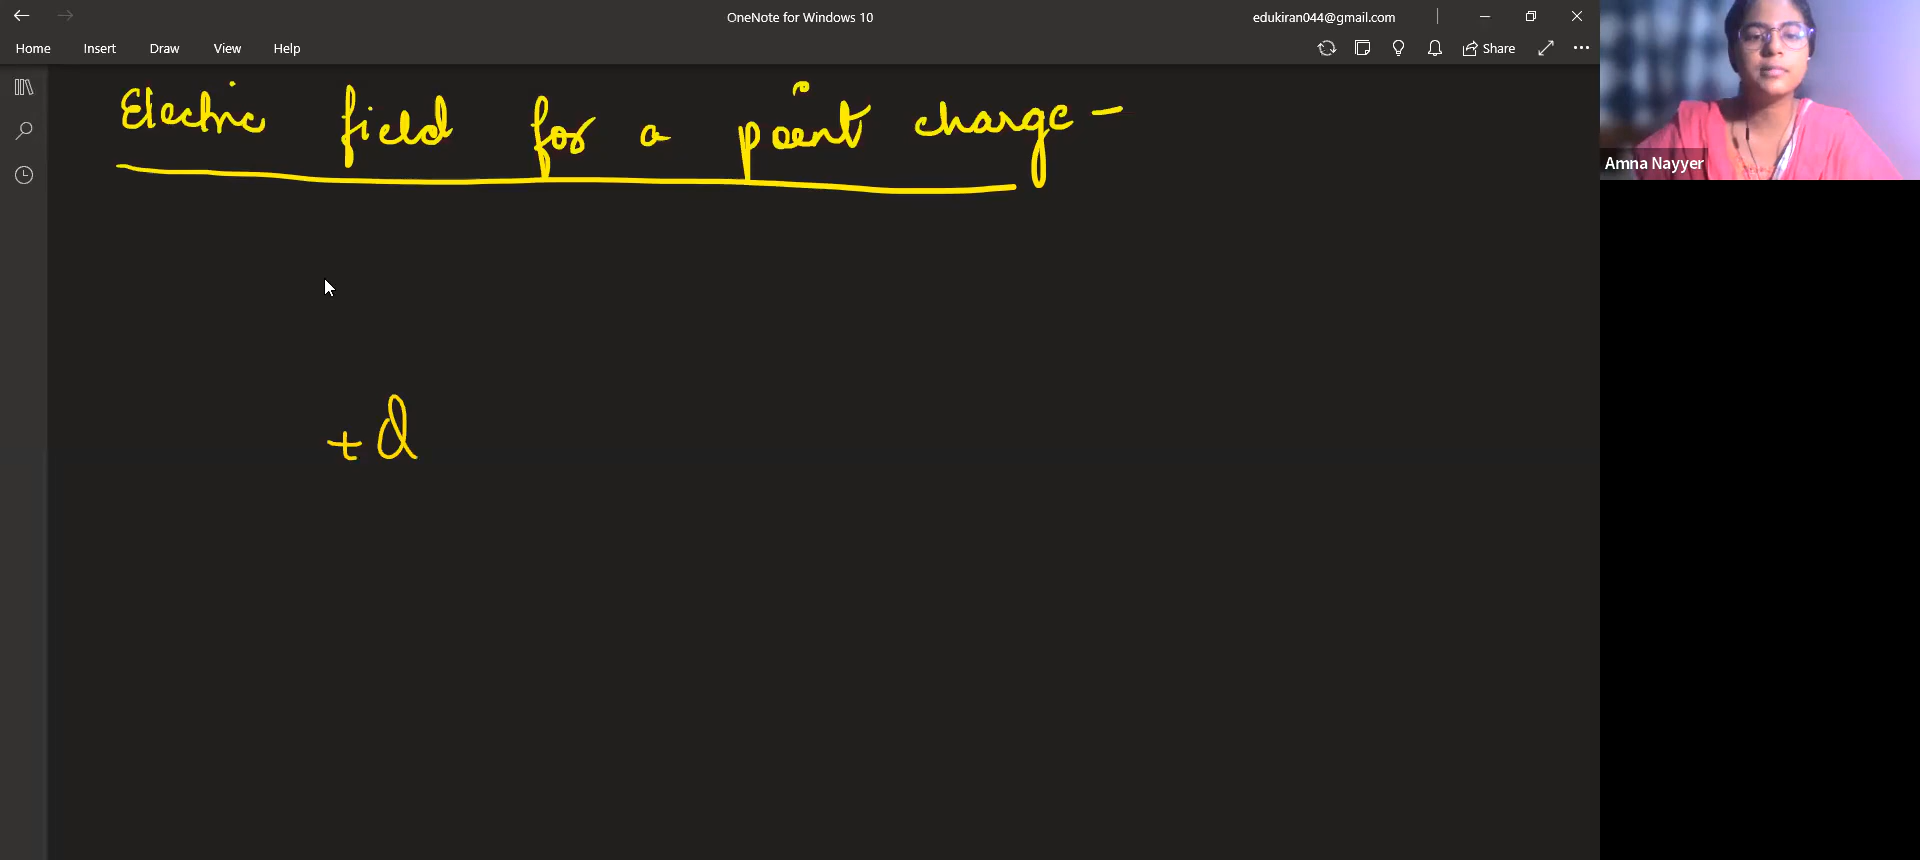 OneNote for Windows 10
edukiran044@gmail.com
Home Insert Draw View Help
Share
Electric field for a point charge -
+Q
Amna Nayyer